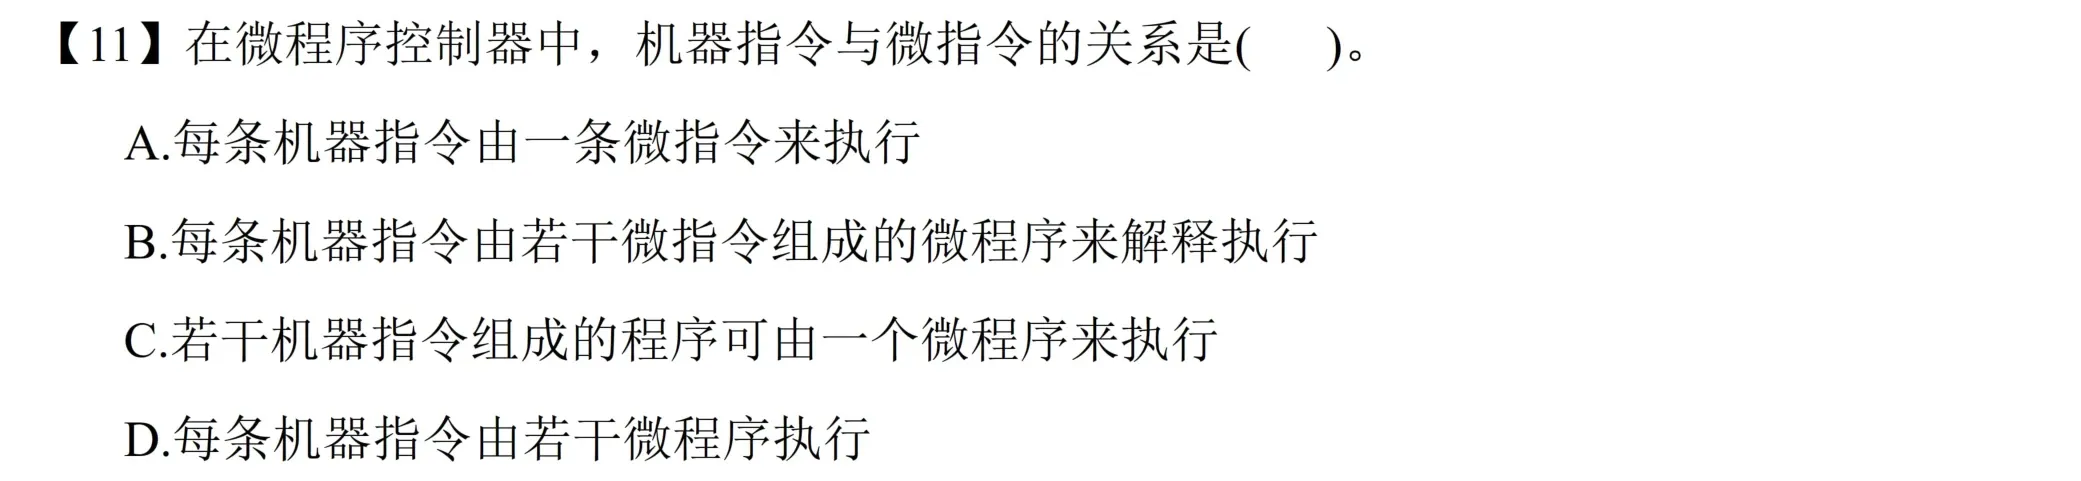 【11】在微程序控制器中，机器指令与微指令的关系是(    )。
A.每条机器指令由一条微指令来执行
B.每条机器指令由若干微指令组成的微程序来解释执行
C.若干机器指令组成的程序可由一个微程序来执行
D.每条机器指令由若干微程序执行